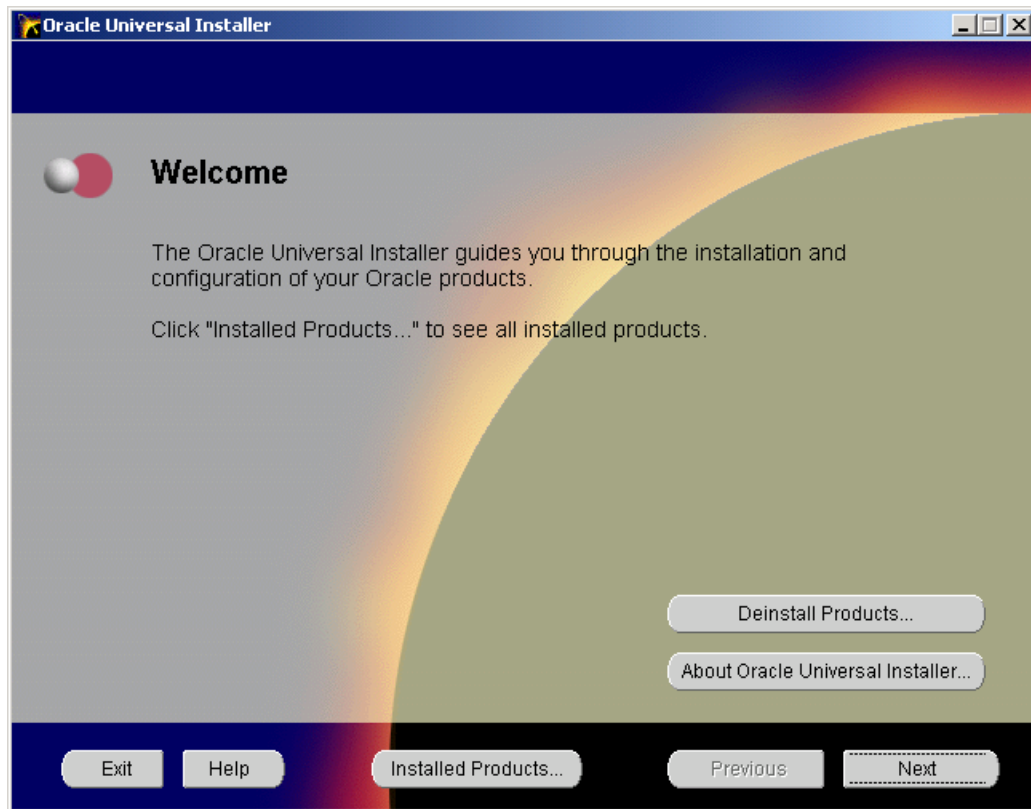 Oracle Universal Installer
Welcome
The Oracle Universal Installer guides you through the installation and
configuration of your Oracle products.
Click "Installed Products..." to see all installed products.
Deinstall Products...
About Oracle Universal Installer...
Exit
Help
Installed Products...
Previous
Next